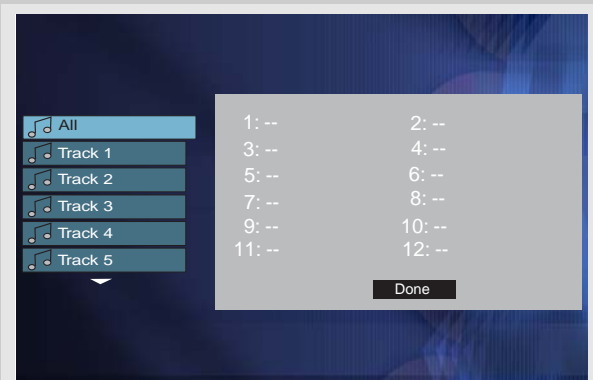 All
Track 1
Track 2
Track 3
Track 4
Track 5
1: -- 2: --
3: -- 4: --
5: -- 6: --
7: -- 8: --
9: -- 10: --
11: -- 12: --
Done